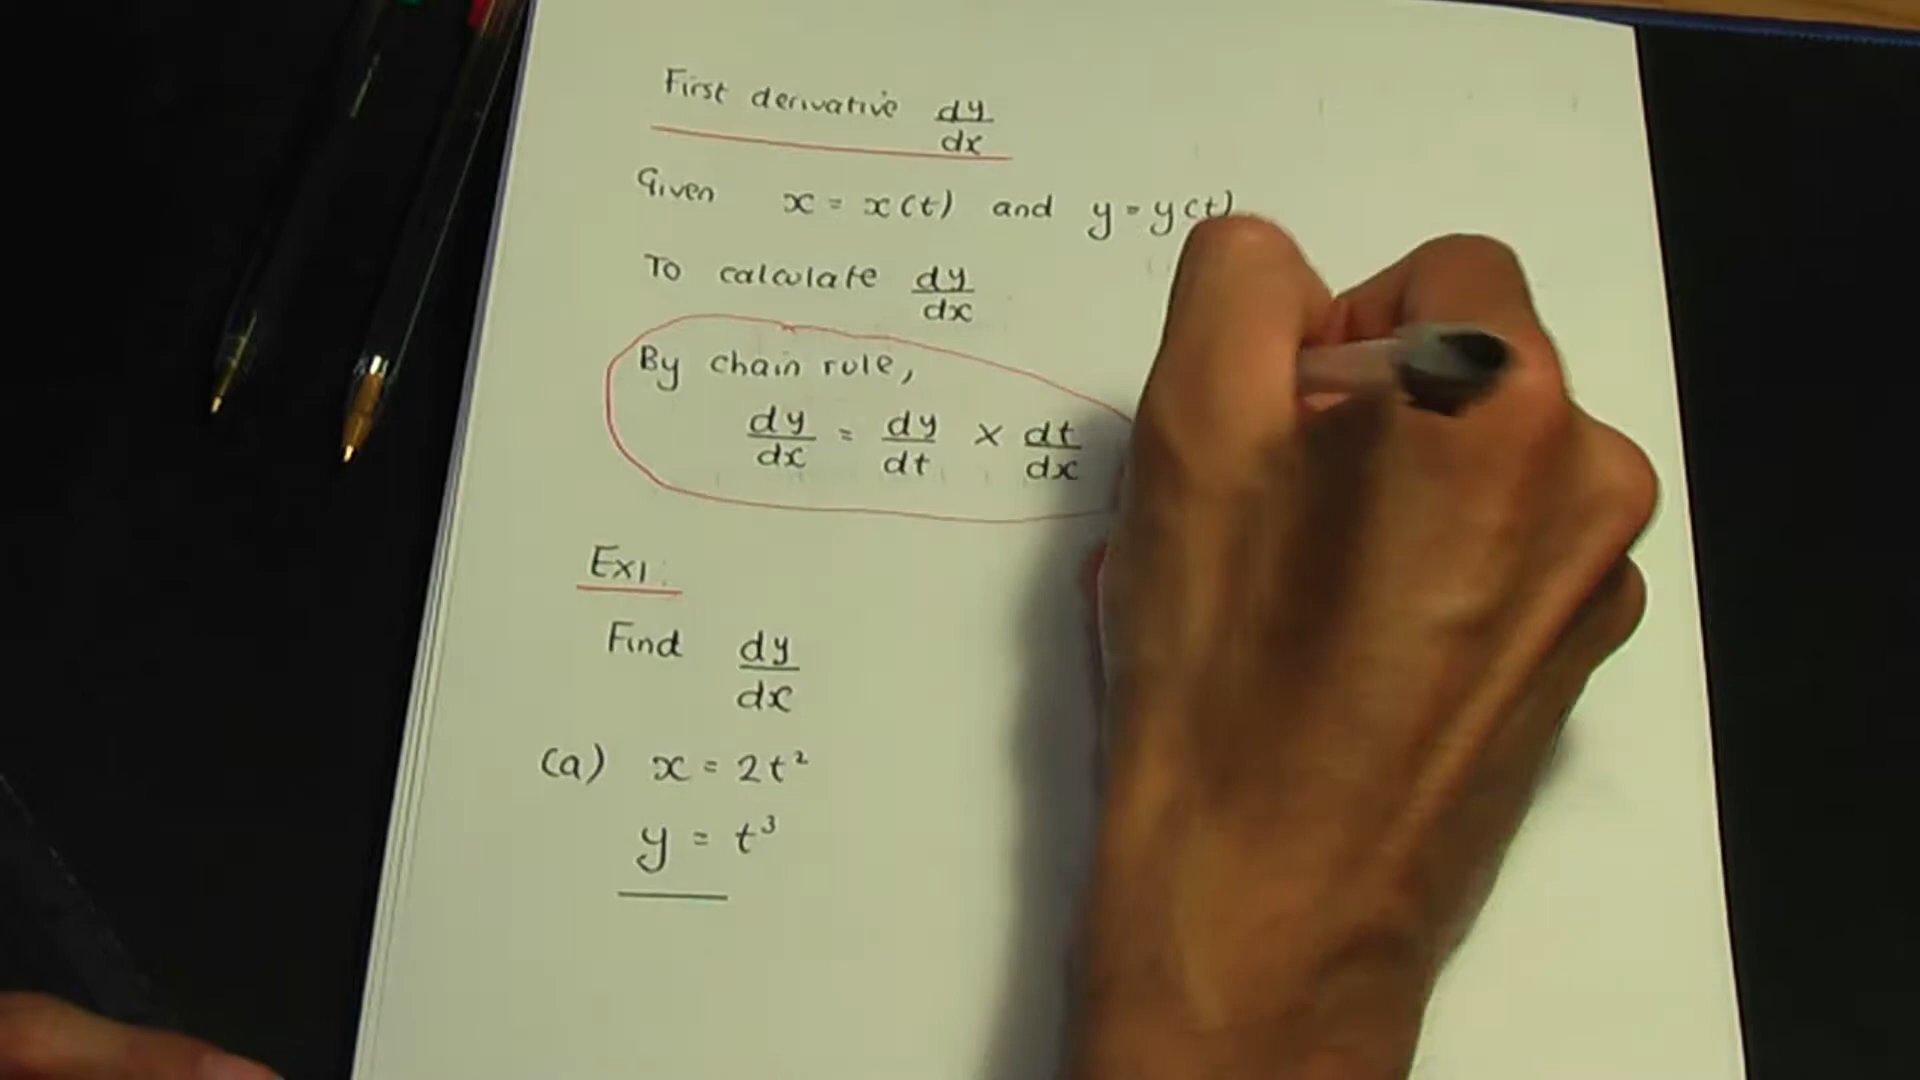 First derivative dy/dx
Given x = x(t) and y = y(t)
To calculate dy/dx
By chain rule,
dy/dx = dy/dt × dt/dx
Ex1:
Find dy/dx
(a) x = 2t²
y = t³